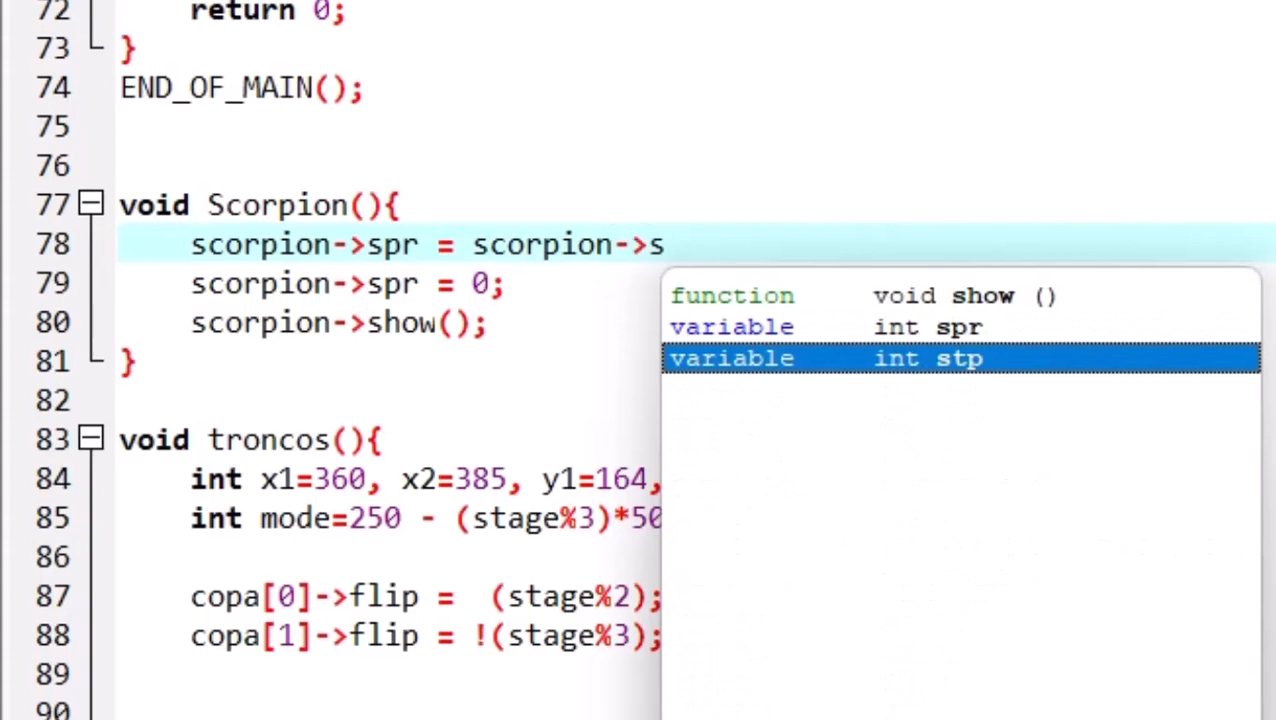 72 return 0;
73 }
74 END_OF_MAIN();
75
76
77 void Scorpion(){
78 scorpion->spr = scorpion->s
79 scorpion->spr = 0;
80 scorpion->show();
81 }
82
83 void troncos(){
84 int x1=360, x2=385, y1=164,
85 int mode=250 - (stage%3)*50
86
87 copa[0]->flip =  (stage%2);
88 copa[1]->flip = !(stage%3);
89
90
function void show ()
variable int spr
variable int stp